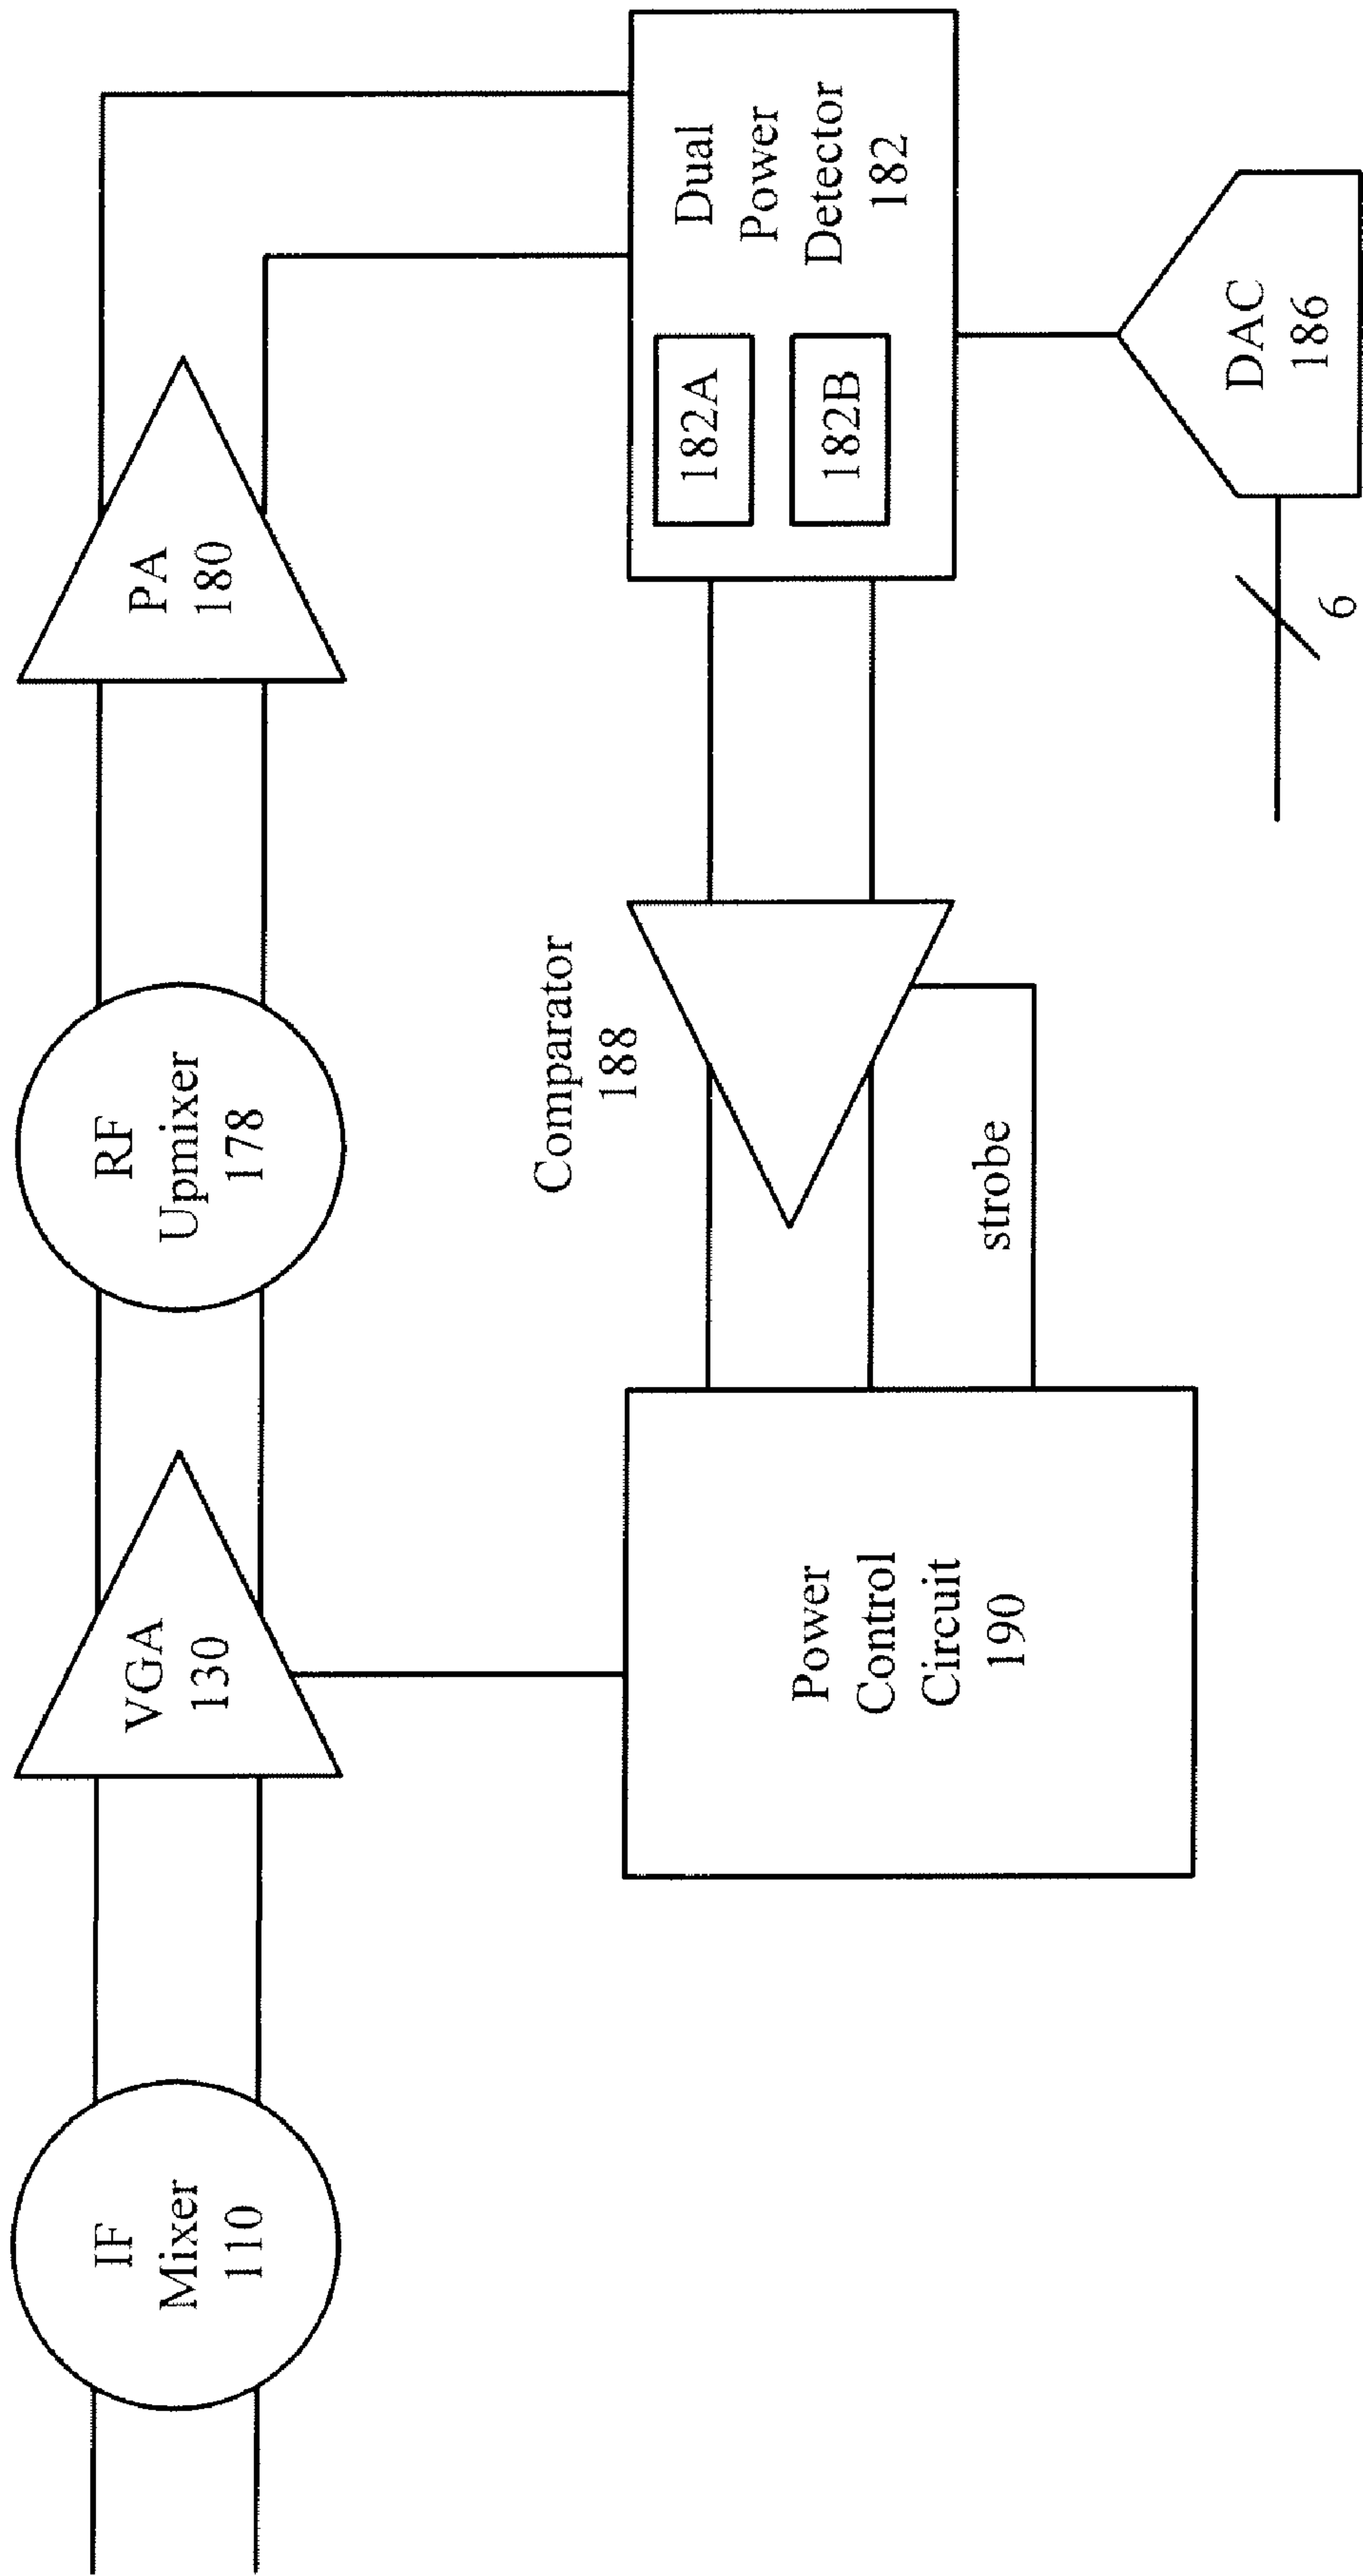 IF
Mixer
110
VGA
130
RF
Upmixer
178
PA
180
Power
Control
Circuit
190
strobe
Comparator
188
182A
182B
Dual
Power
Detector
182
6
DAC
186